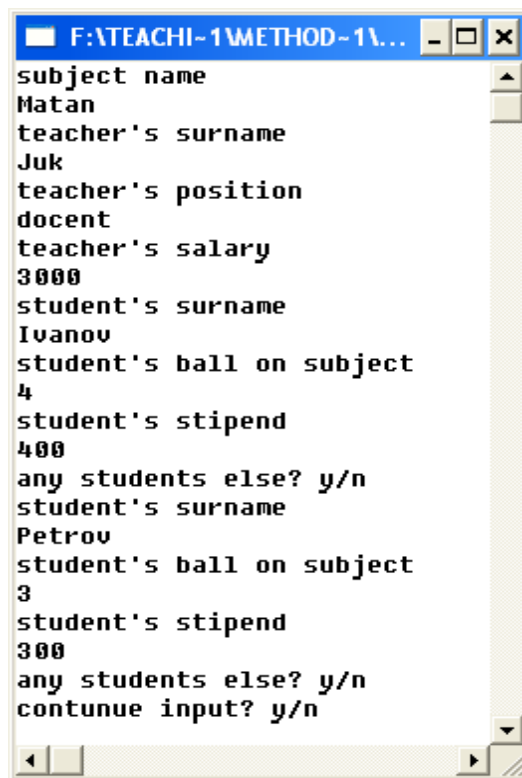 F:\TEACHI~1\METHOD~1\...
subject name
Matan
teacher's surname
Juk
teacher's position
docent
teacher's salary
3000
student's surname
Ivanov
student's ball on subject
4
student's stipend
400
any students else? y/n
student's surname
Petrov
student's ball on subject
3
student's stipend
300
any students else? y/n
contunue input? y/n